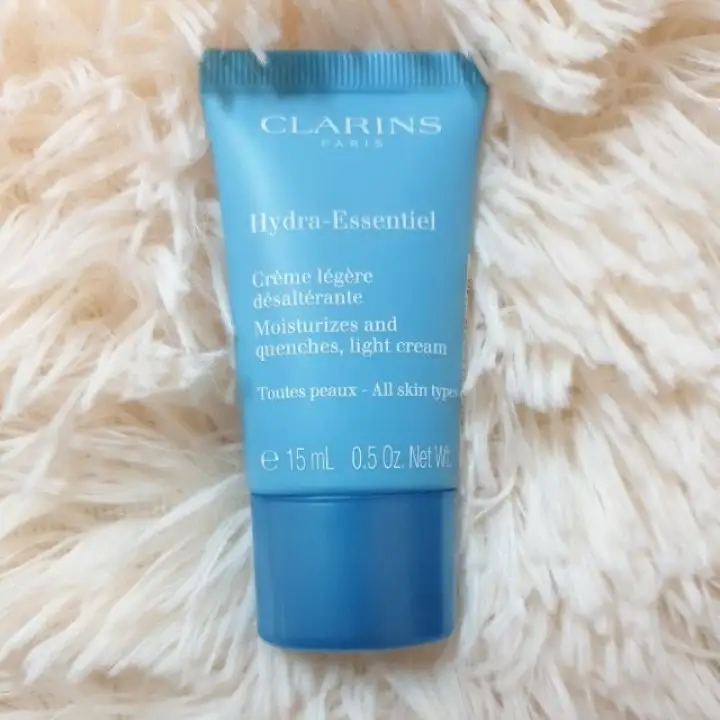 CLARINS
PARIS
Hydra-Essentiel
Crème légère
désaltérante
Moisturizes and
quenches, light cream
Toutes peaux - All skin types
℮ 15 mL 0.5 Oz. Net Wt.